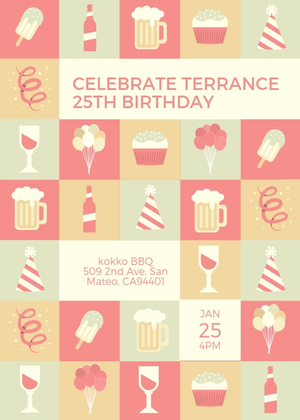 CELEBRATE TERRANCE
25TH BIRTHDAY
kokko BBQ
509 2nd Ave, San
Mateo. CA94401
JAN
25
4PM